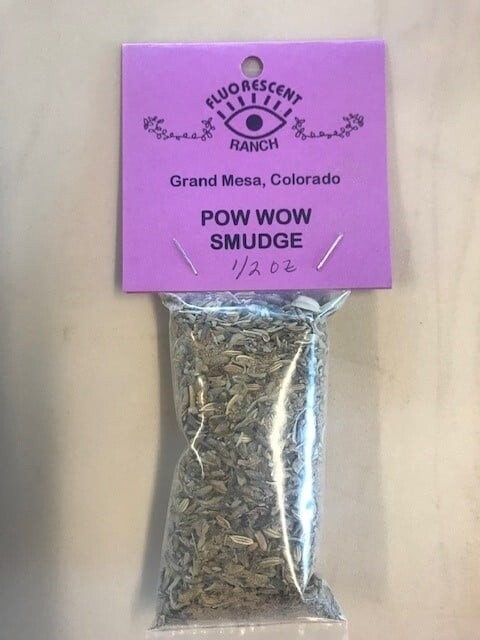 FLUORESCENT
RANCH
Grand Mesa, Colorado
POW WOW
SMUDGE
1/2 oz